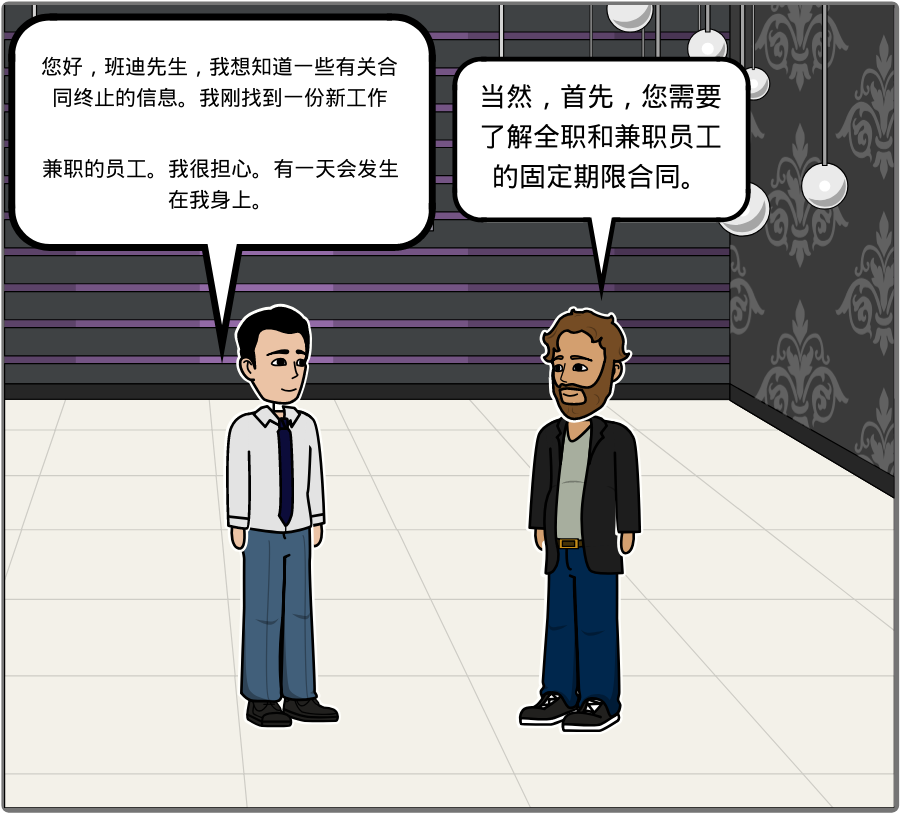 您好，班迪先生，我想知道一些有关合
同终止的信息。我刚找到一份新工作
兼职的员工。我很担心。有一天会发生
在我身上。
当然，首先，您需要
了解全职和兼职员工
的固定期限合同。